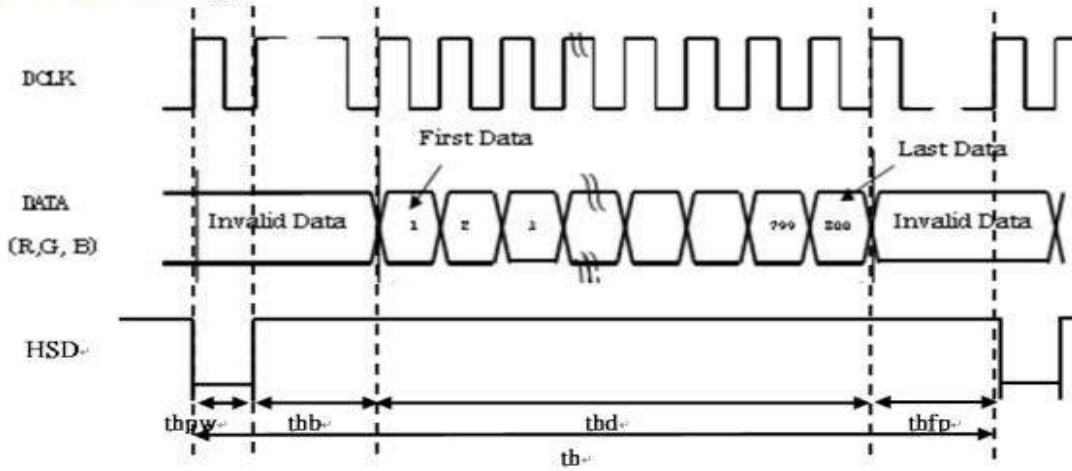 DCLK
First Data
Last Data
DATA
(R,G, B)
Invalid Data
1
2
3
799
800
Invalid Data
HSD
thpw
thb
thd
thfp
th